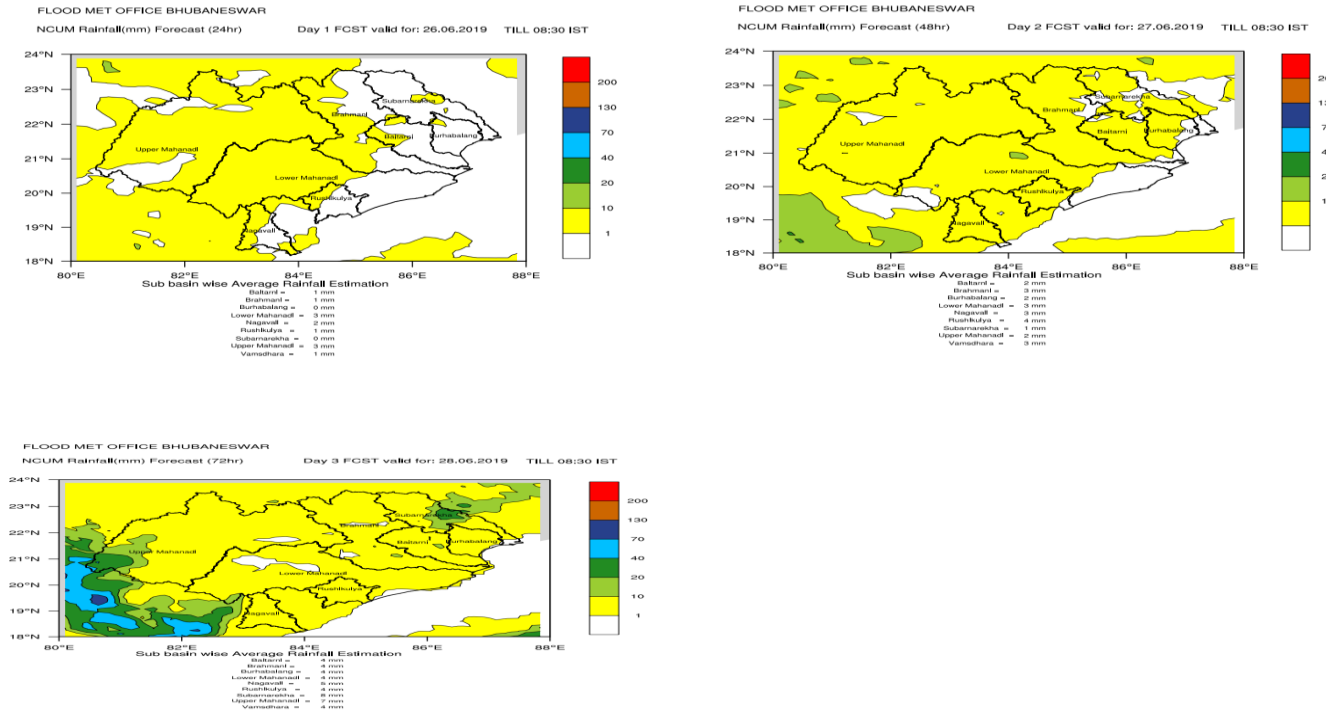 FLOOD MET OFFICE BHUBANESWAR
NCUM Rainfall(mm) Forecast (24hr) Day 1 FCST valid for: 26.06.2019 TILL 08:30 IST
24°N
23°N
22°N
21°N
20°N
19°N
18°N
80°E 82°E 84°E 86°E 88°E
Subarnarekha
Brahmani
Baitarni
Burhabalang
Upper Mahanadi
Lower Mahanadi
Rushikulya
Nagavali
200
130
70
40
20
10
1
Sub basin wise Average Rainfall Estimation
Baitarni = 1 mm
Brahmani = 1 mm
Burhabalang = 0 mm
Lower Mahanadi = 3 mm
Nagavali = 2 mm
Rushikulya = 1 mm
Subarnarekha = 0 mm
Upper Mahanadi = 3 mm
Vamsdhara = 1 mm
FLOOD MET OFFICE BHUBANESWAR
NCUM Rainfall(mm) Forecast (48hr) Day 2 FCST valid for: 27.06.2019 TILL 08:30 IST
24°N
23°N
22°N
21°N
20°N
19°N
18°N
80°E 82°E 84°E 86°E 88°E
Subarnarekha
Brahmani
Baitarni
Burhabalang
Upper Mahanadi
Lower Mahanadi
Rushikulya
Nagavali
20
13
7
4
2
1
Sub basin wise Average Rainfall Estimation
Baitarni = 2 mm
Brahmani = 3 mm
Burhabalang = 2 mm
Lower Mahanadi = 3 mm
Nagavali = 3 mm
Rushikulya = 4 mm
Subarnarekha = 1 mm
Upper Mahanadi = 2 mm
Vamsdhara = 3 mm
FLOOD MET OFFICE BHUBANESWAR
NCUM Rainfall(mm) Forecast (72hr) Day 3 FCST valid for: 28.06.2019 TILL 08:30 IST
24°N
23°N
22°N
21°N
20°N
19°N
18°N
80°E 82°E 84°E 86°E 88°E
Subarnarekha
Brahmani
Baitarni
Burhabalang
Upper Mahanadi
Lower Mahanadi
Rushikulya
Nagavali
200
130
70
40
20
10
1
Sub basin wise Average Rainfall Estimation
Baitarni = 4 mm
Brahmani = 4 mm
Burhabalang = 4 mm
Lower Mahanadi = 4 mm
Nagavali = 5 mm
Rushikulya = 4 mm
Subarnarekha = 8 mm
Upper Mahanadi = 7 mm
Vamsdhara = 4 mm